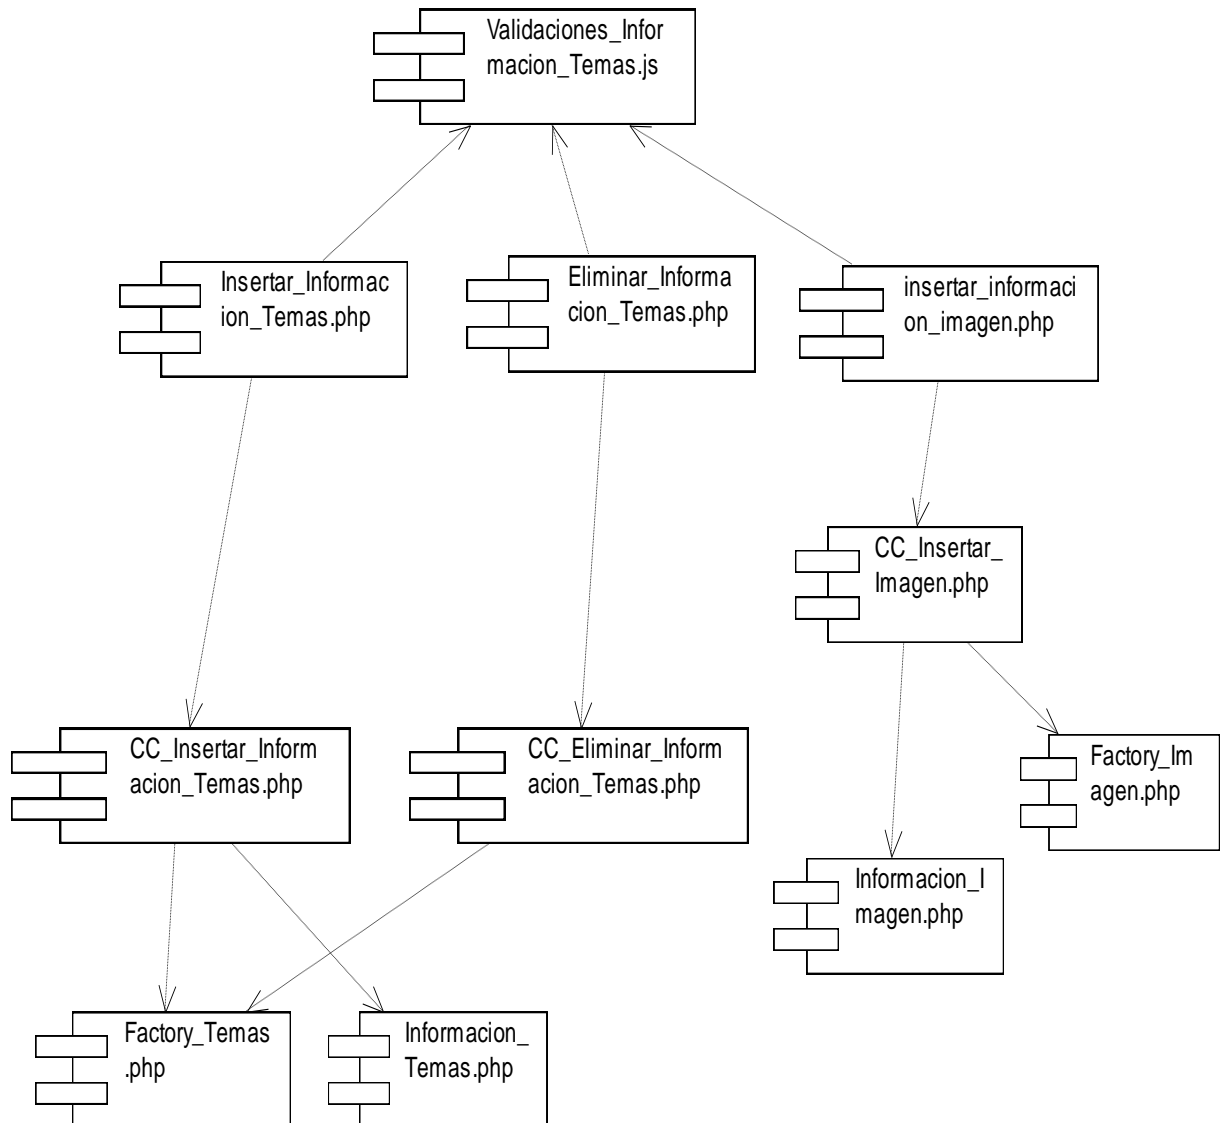 Validaciones_Infor
macion_Temas.js
Insertar_Informac
ion_Temas.php
Eliminar_Informa
cion_Temas.php
insertar_informaci
on_imagen.php
CC_Insertar_
Imagen.php
CC_Insertar_Inform
acion_Temas.php
CC_Eliminar_Inform
acion_Temas.php
Factory_Im
agen.php
Informacion_I
magen.php
Factory_Temas
.php
Informacion_
Temas.php